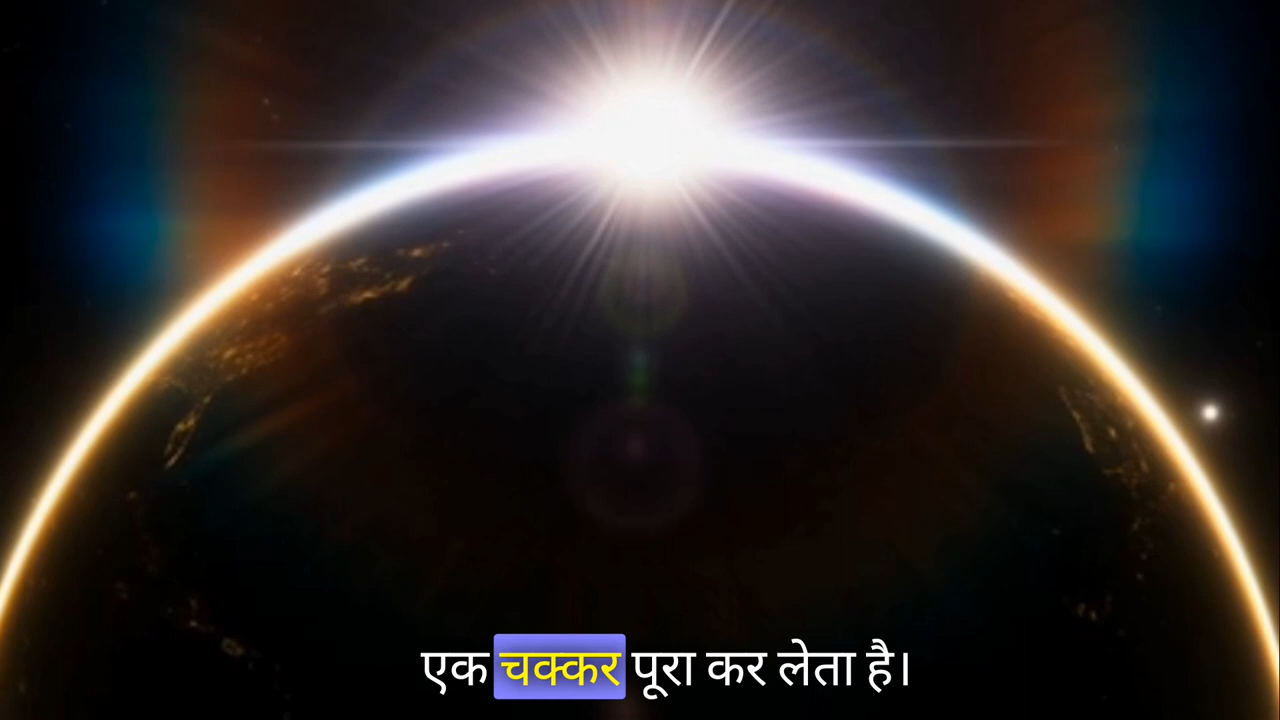 एक चक्कर पूरा कर लेता है।